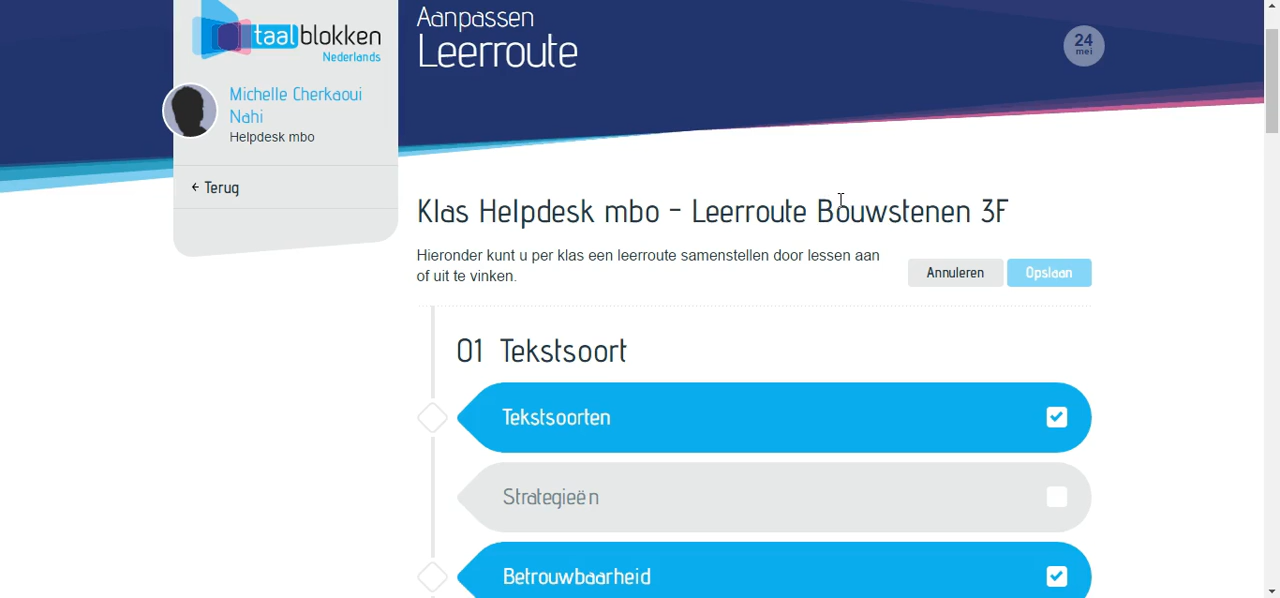 taalblokken
Nederlands
Michelle Cherkaoui
Nahi
Helpdesk mbo
← Terug
Aanpassen
Leerroute
24
mei
Klas Helpdesk mbo - Leerroute Bouwstenen 3F
Hieronder kunt u per klas een leerroute samenstellen door lessen aan
of uit te vinken.
Annuleren
Opslaan
01 Tekstsoort
Tekstsoorten
Strategieën
Betrouwbaarheid